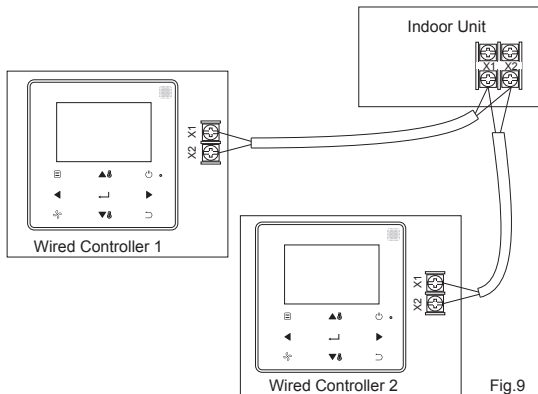 Indoor Unit
X1 X2
X1
X2
Wired Controller 1
X1
X2
Wired Controller 2
Fig.9